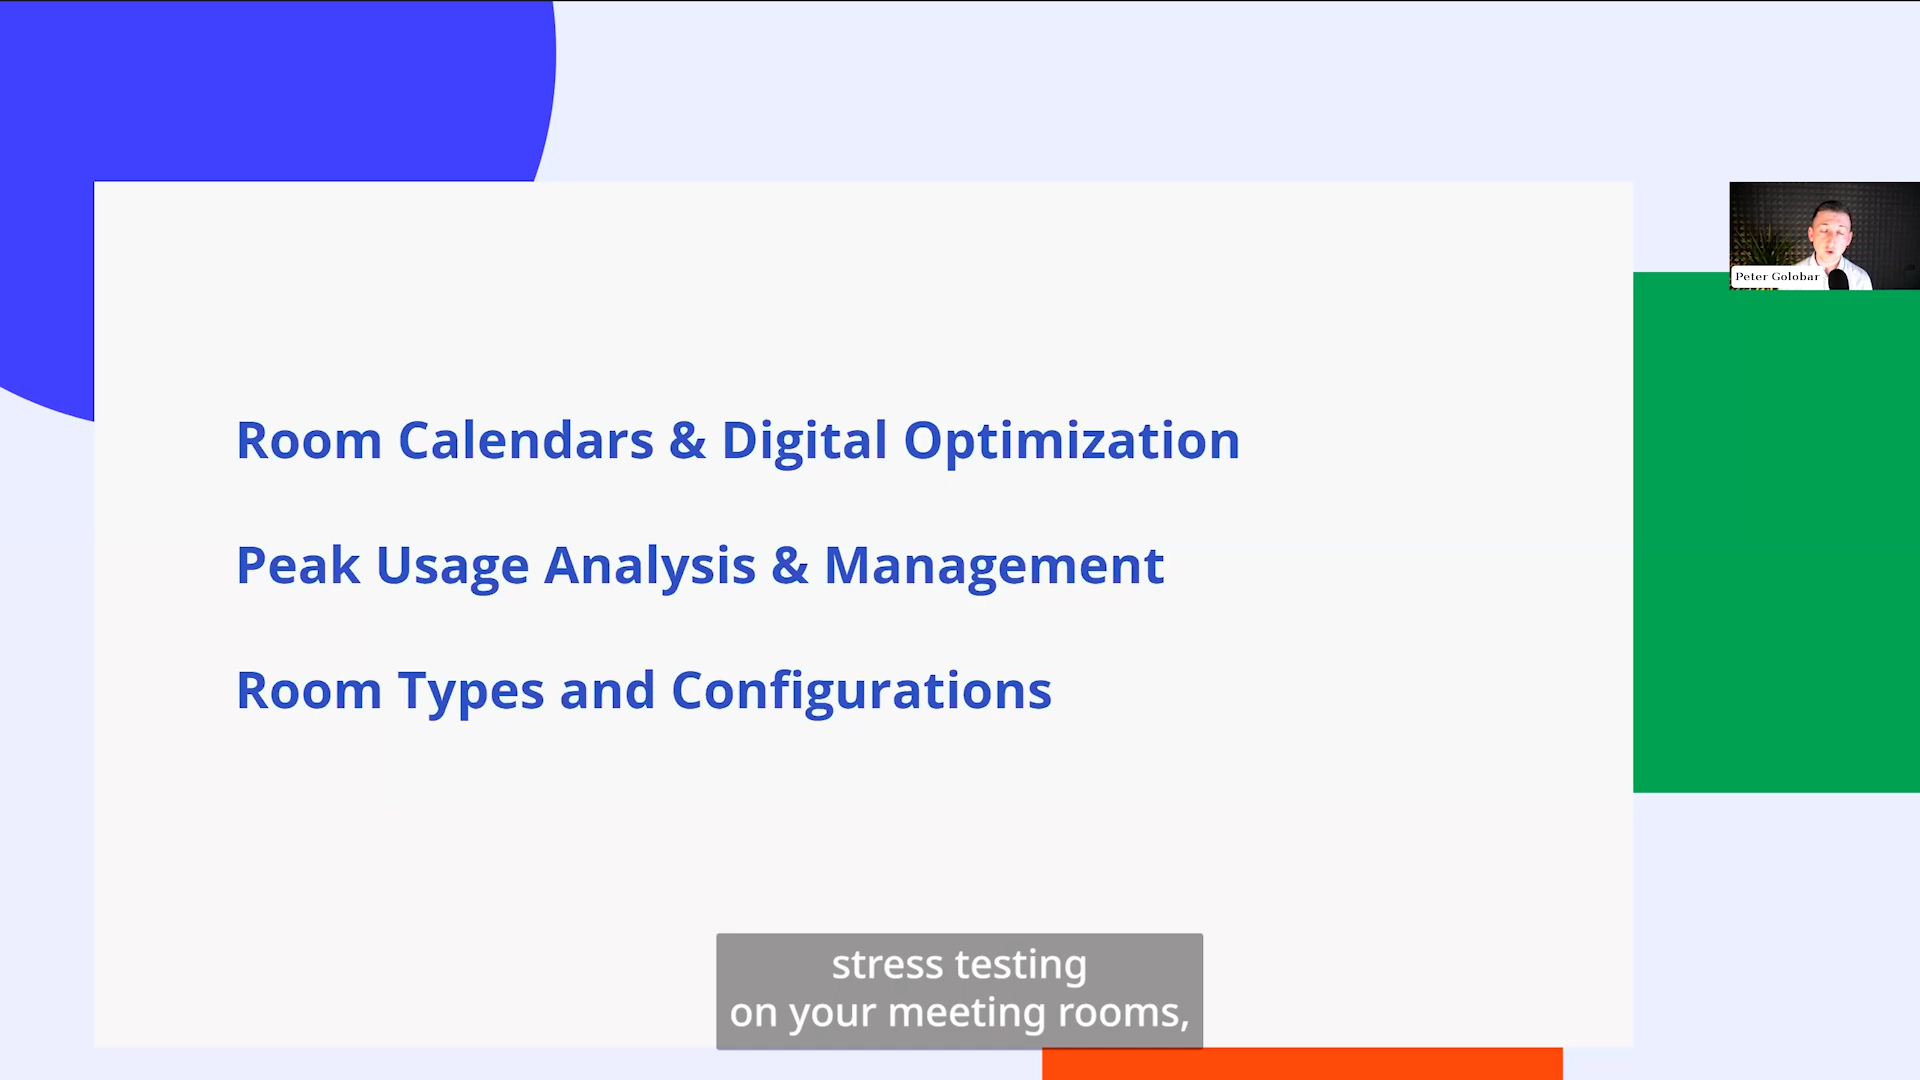 Peter Golobar
Room Calendars & Digital Optimization
Peak Usage Analysis & Management
Room Types and Configurations
stress testing
on your meeting rooms,